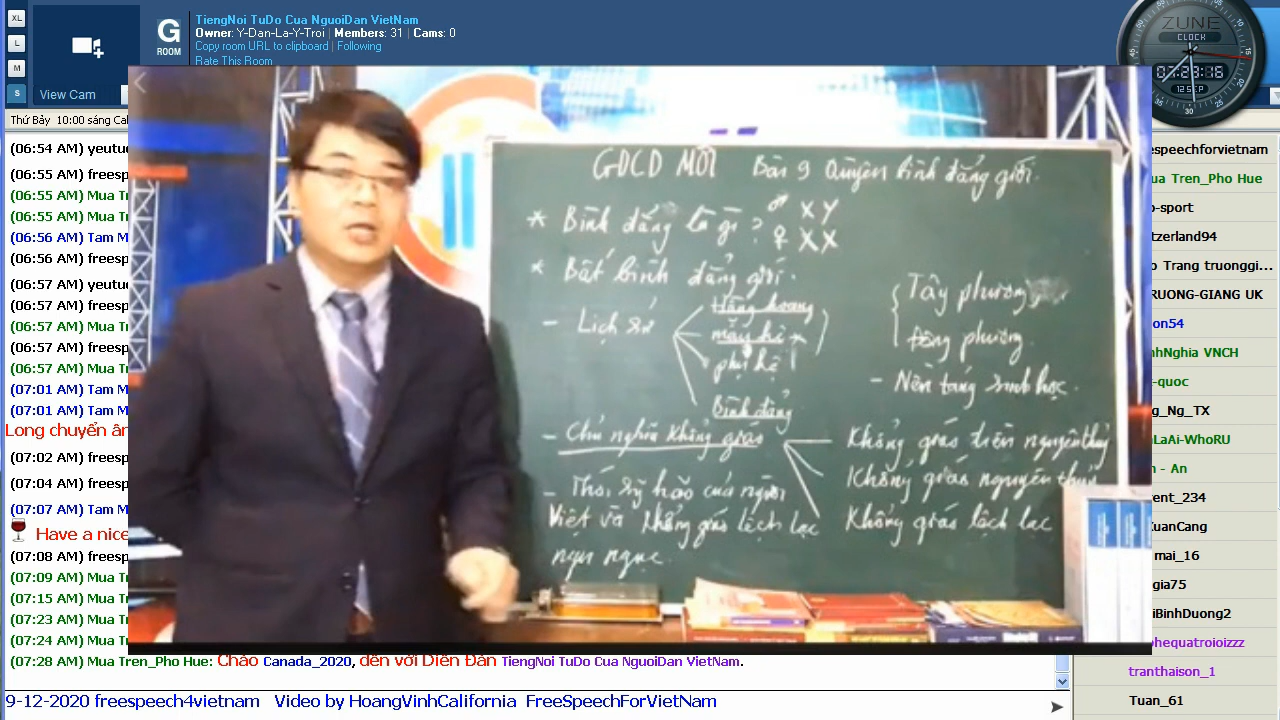 XL
L
M
S
View Cam
G
ROOM
TiengNoi TuDo Cua NguoiDan VietNam
Owner: Y-Dan-La-Y-Troi | Members: 31 | Cams: 0
Copy room URL to clipboard | Following
Rate This Room
ZUNE
CLOCK
07:28:18
12 SEP
Thứ Bảy 10:00 sáng Cal
(06:54 AM) yeutu
(06:55 AM) freesp
(06:55 AM) Mua T
(06:55 AM) Mua T
(06:56 AM) Tam M
(06:56 AM) freesp
(06:57 AM) yeutu
(06:57 AM) freesp
(06:57 AM) Mua T
(06:57 AM) freesp
(06:57 AM) Mua T
(07:01 AM) Tam M
(07:01 AM) Tam M
Long chuyển ân
(07:02 AM) freesp
(07:04 AM) freesp
(07:07 AM) Tam M
Have a nice
(07:08 AM) freesp
(07:09 AM) Mua Tr
(07:15 AM) Mua Tr
(07:23 AM) Mua Tr
(07:24 AM) Mua Tr
(07:28 AM) Mua Tren_Pho Hue: Chào Canada_2020, đến với Diễn Đàn TiengNoi TuDo Cua NguoiDan VietNam.
GDCD MỚI Bài 9 Quyền bình đẳng giới.
* Bình đẳng là gì? ♂ XY
♀ XX
* Bất bình đẳng giới.
- Lịch sử
Hồng hoang
mẫu hệ
phụ hệ
Bình đẳng
Tây phương
Đông phương
- Nền tảng sinh học.
- Chủ nghĩa Khổng giáo
Khổng giáo tiền nguyên thủy
Khổng giáo nguyên thủy
Khổng giáo lệch lạc
- Thói sỹ hão của người
Việt và Khổng giáo lệch lạc
ngu ngục.
espeechforvietnam
ua Tren_Pho Hue
o-sport
tzerland94
o Trang truonggi...
RUONG-GIANG UK
on54
hNghia VNCH
-quoc
g_Ng_TX
LaAi-WhoRU
- An
ent_234
XuanCang
mai_16
gia75
iBinhDuong2
phequatroioizzz
tranthaison_1
Tuan_61
9-12-2020 freespeech4vietnam Video by HoangVinhCalifornia FreeSpeechForVietNam